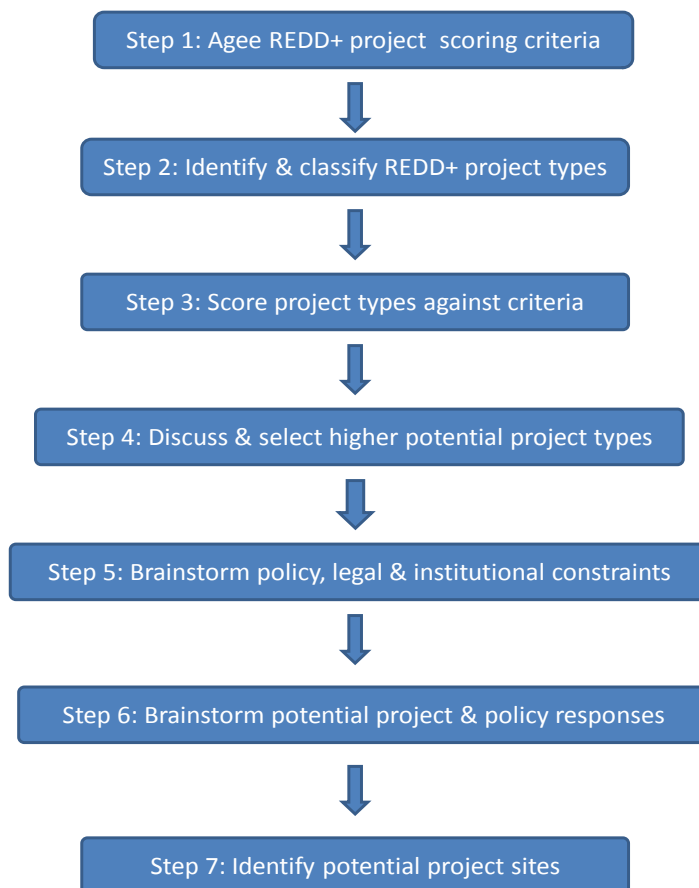 Step 1: Agee REDD+ project scoring criteria
Step 2: Identify & classify REDD+ project types
Step 3: Score project types against criteria
Step 4: Discuss & select higher potential project types
Step 5: Brainstorm policy, legal & institutional constraints
Step 6: Brainstorm potential project & policy responses
Step 7: Identify potential project sites